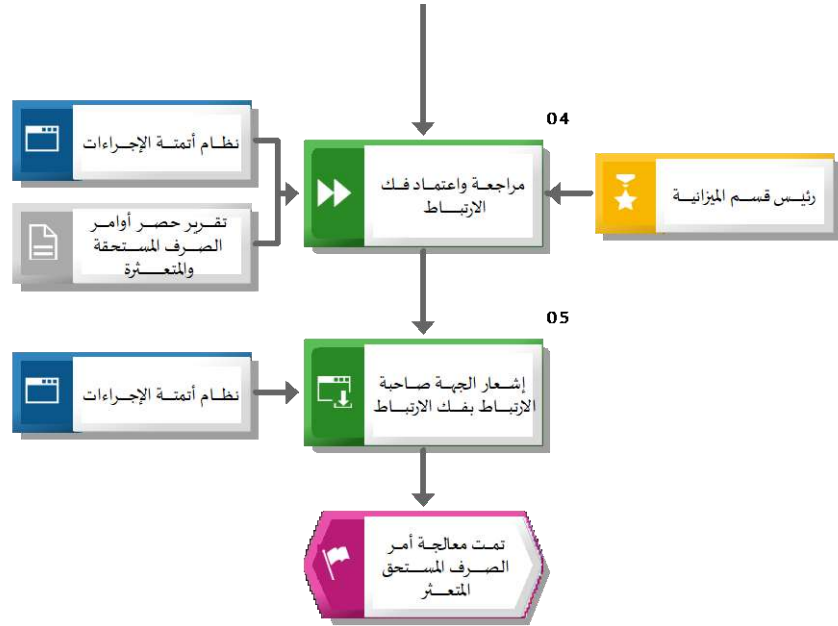 04
نظام أتمتة الإجراءات
مراجعة واعتماد فك
الارتباط
رئيس قسم الميزانية
تقرير حصر أوامر
الصرف المستحقة
والمتعثرة
05
نظام أتمتة الإجراءات
إشعار الجهة صاحبة
الارتباط بفك الارتباط
تمت معالجة أمر
الصرف المستحق
المتعثر